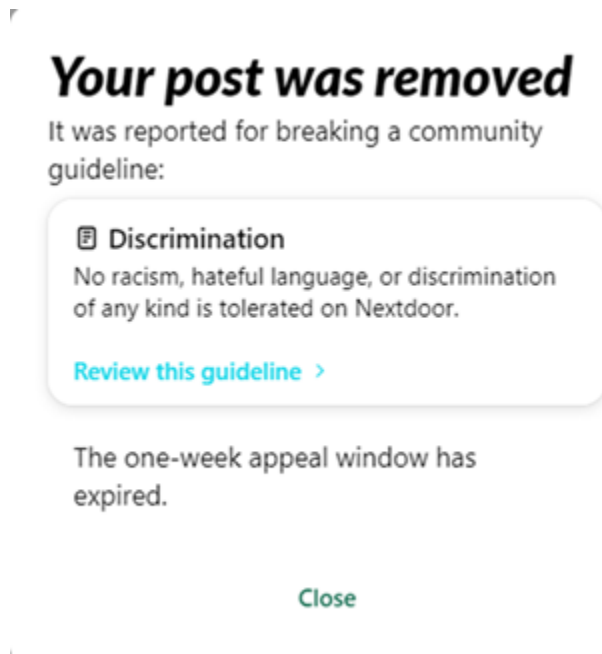 Your post was removed
It was reported for breaking a community
guideline:
Discrimination
No racism, hateful language, or discrimination
of any kind is tolerated on Nextdoor.
Review this guideline >
The one-week appeal window has
expired.
Close